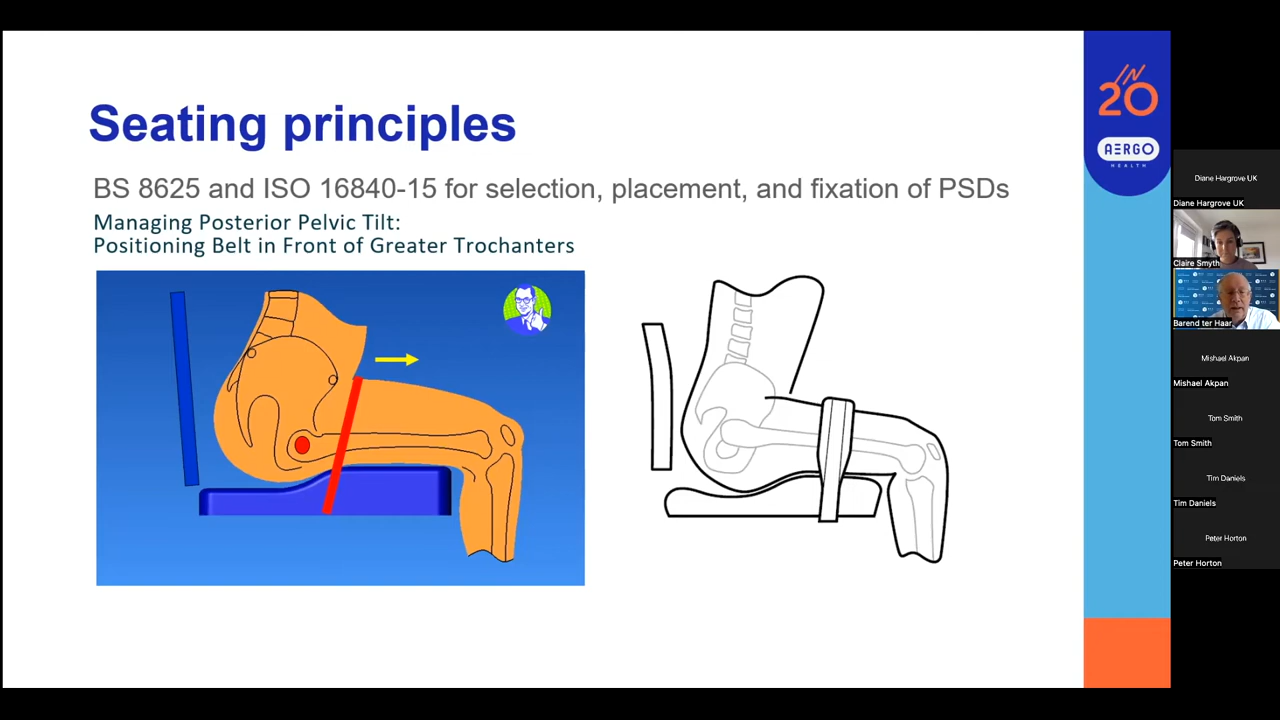 Seating principles
BS 8625 and ISO 16840-15 for selection, placement, and fixation of PSDs
Managing Posterior Pelvic Tilt:
Positioning Belt in Front of Greater Trochanters
IN
20
AERGO
HEALTH
Diane Hargrove UK
Diane Hargrove UK
Claire Smyth
Barend ter Haar
Mishael Akpan
Mishael Akpan
Tom Smith
Tom Smith
Tim Daniels
Tim Daniels
Peter Horton
Peter Horton